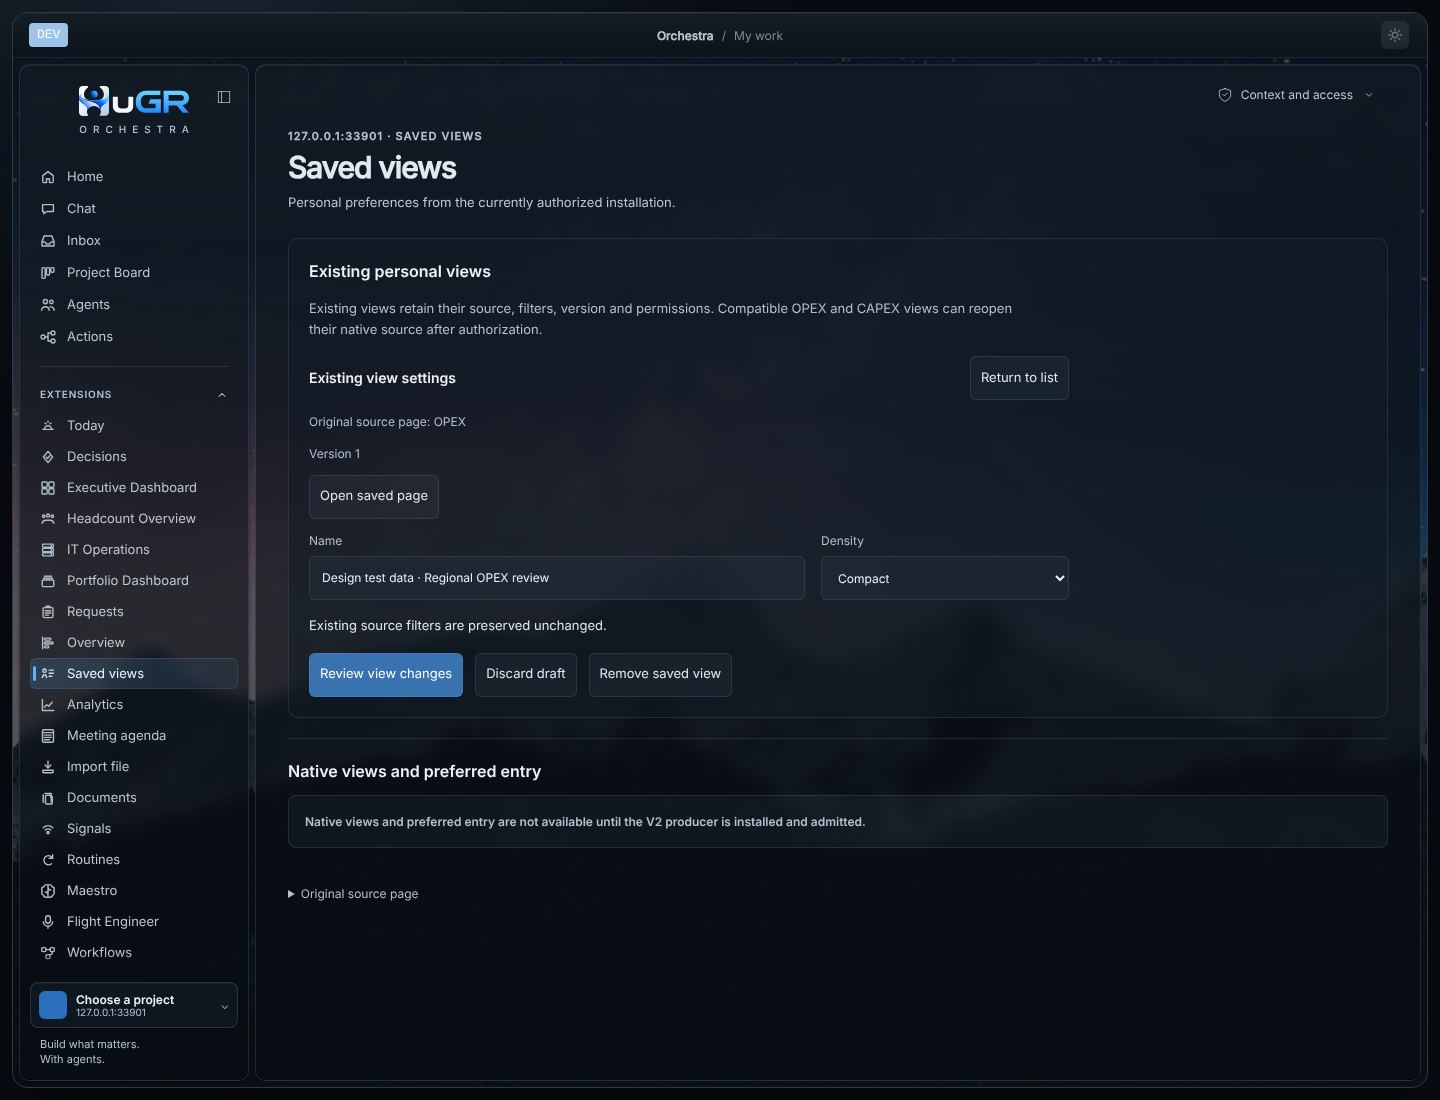 DEV
Orchestra / My work
HuGR
ORCHESTRA
Home
Chat
Inbox
Project Board
Agents
Actions
EXTENSIONS
Today
Decisions
Executive Dashboard
Headcount Overview
IT Operations
Portfolio Dashboard
Requests
Overview
Saved views
Analytics
Meeting agenda
Import file
Documents
Signals
Routines
Maestro
Flight Engineer
Workflows
Choose a project
127.0.0.1:33901
Build what matters.
With agents.
Context and access
127.0.0.1:33901 · SAVED VIEWS
Saved views
Personal preferences from the currently authorized installation.
Existing personal views
Existing views retain their source, filters, version and permissions. Compatible OPEX and CAPEX views can reopen
their native source after authorization.
Existing view settings
Return to list
Original source page: OPEX
Version 1
Open saved page
Name
Density
Design test data · Regional OPEX review
Compact
Existing source filters are preserved unchanged.
Review view changes
Discard draft
Remove saved view
Native views and preferred entry
Native views and preferred entry are not available until the V2 producer is installed and admitted.
Original source page